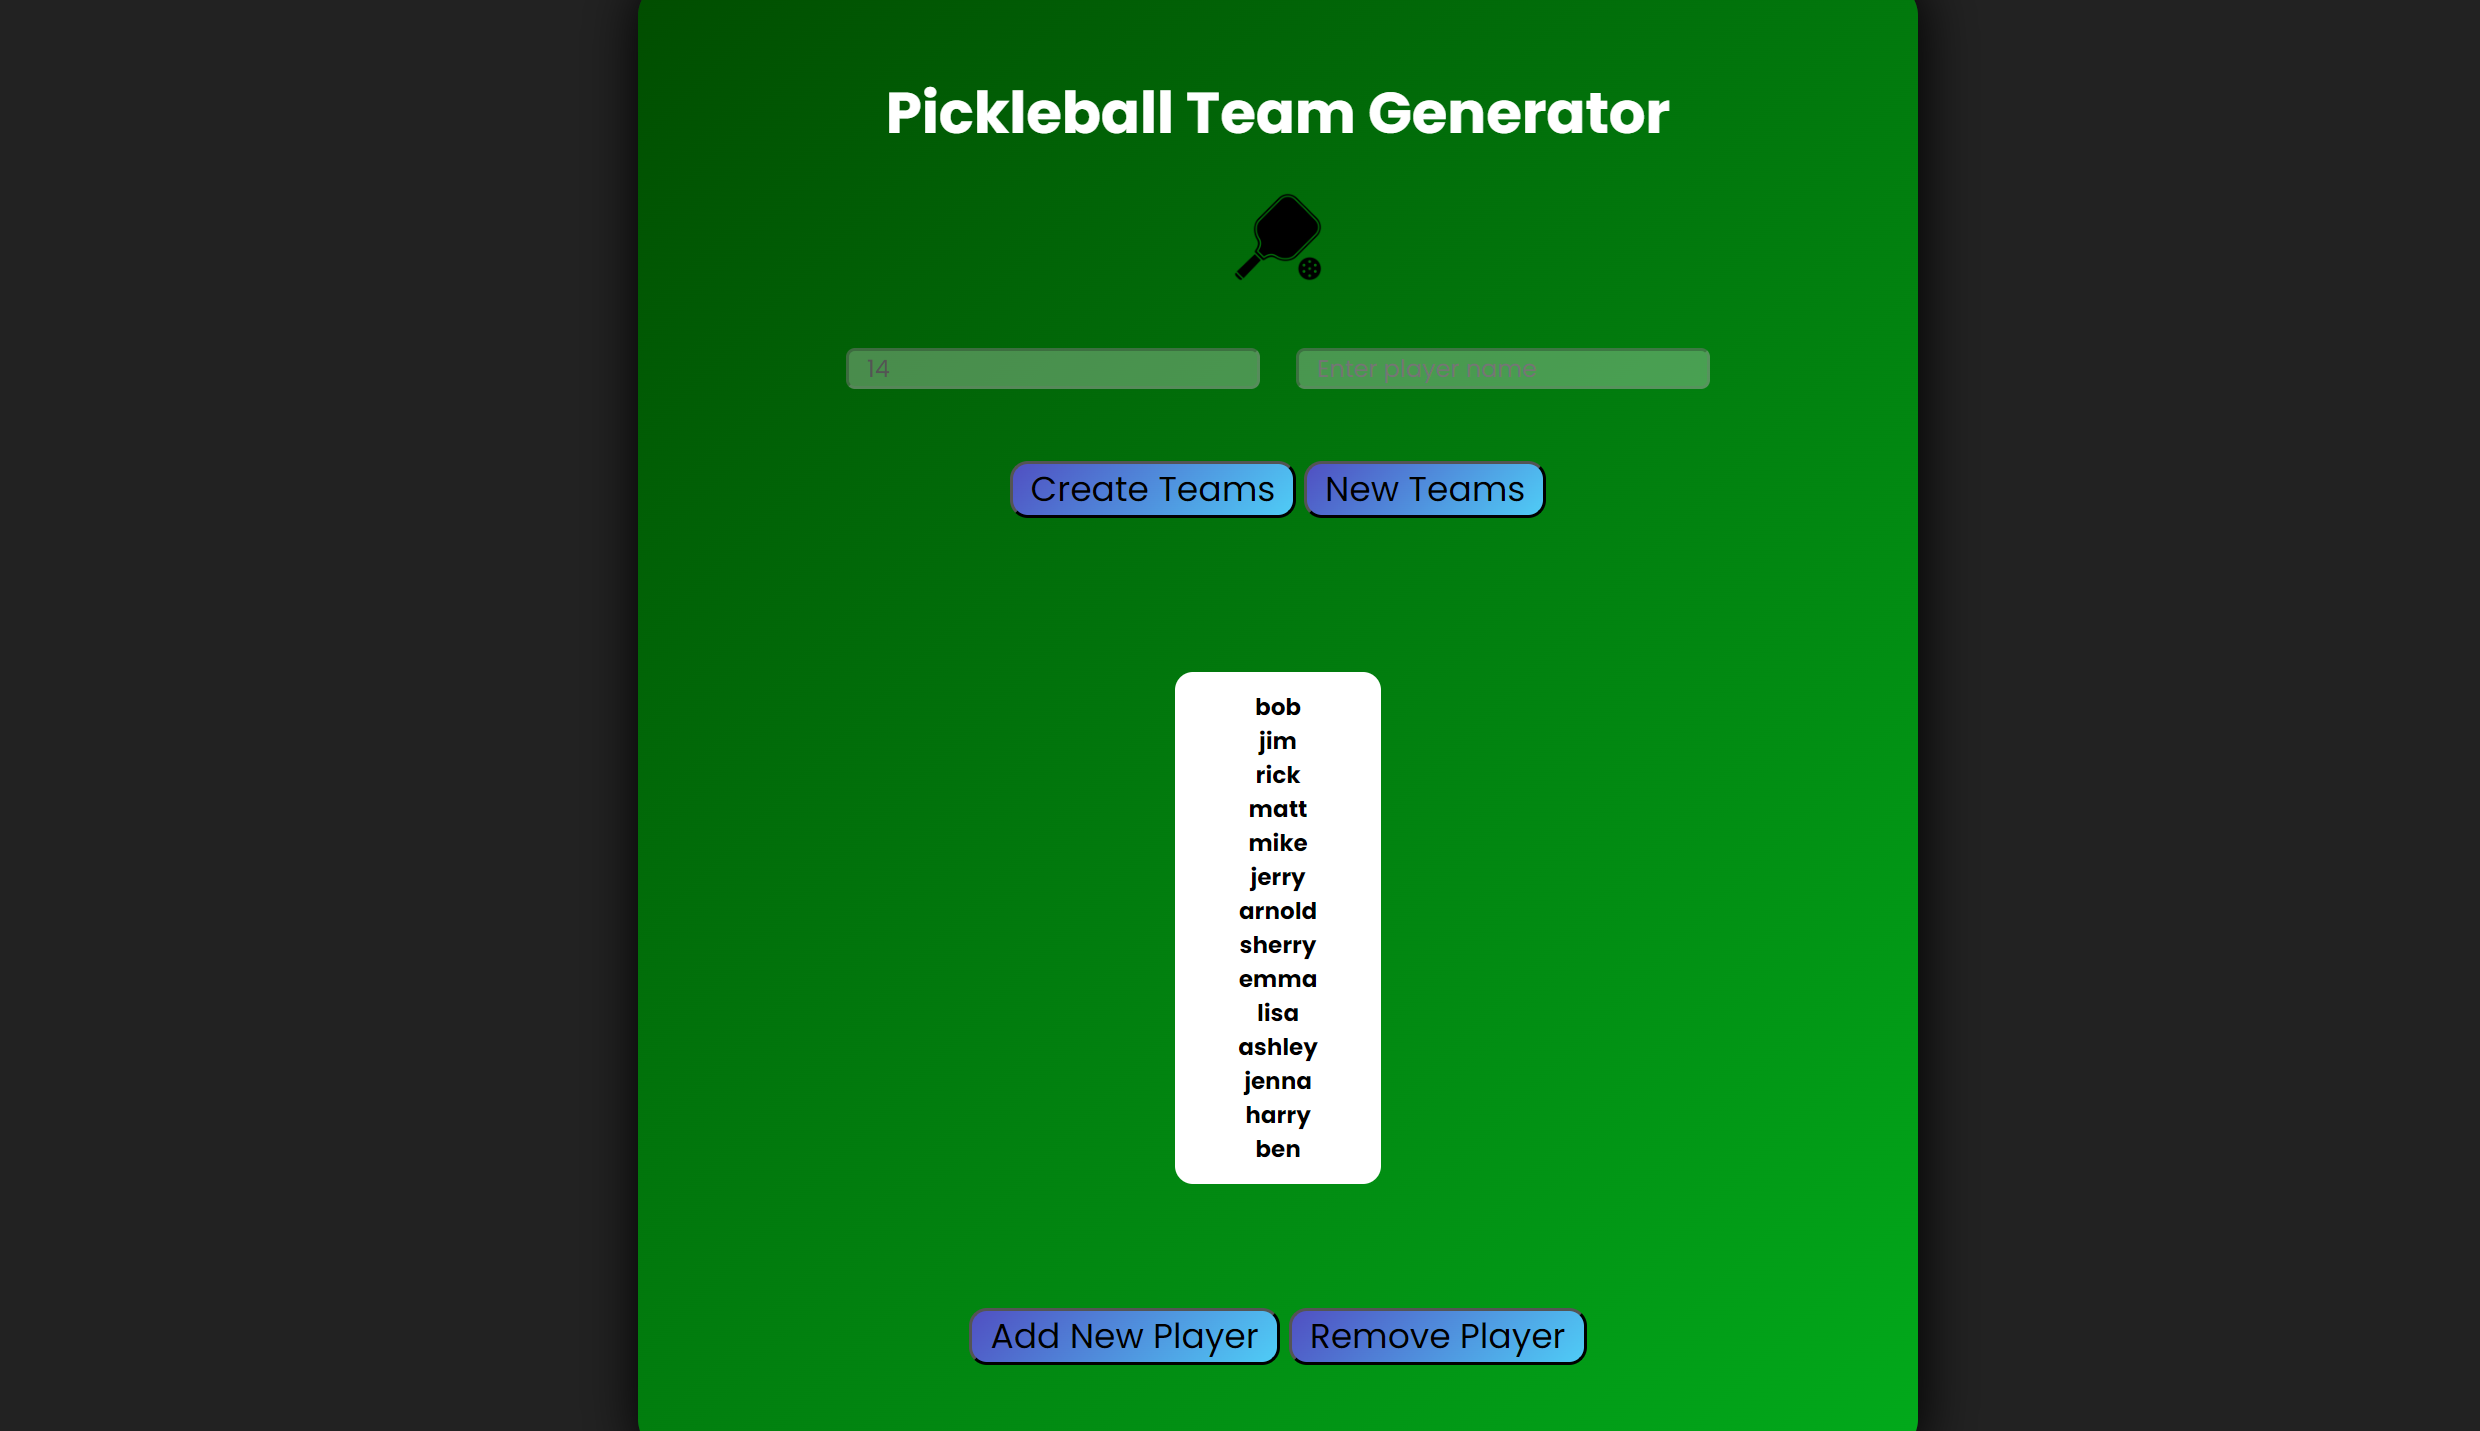 Pickleball Team Generator
14 Enter player name
Create Teams New Teams
bob
jim
rick
matt
mike
jerry
arnold
sherry
emma
lisa
ashley
jenna
harry
ben
Add New Player Remove Player